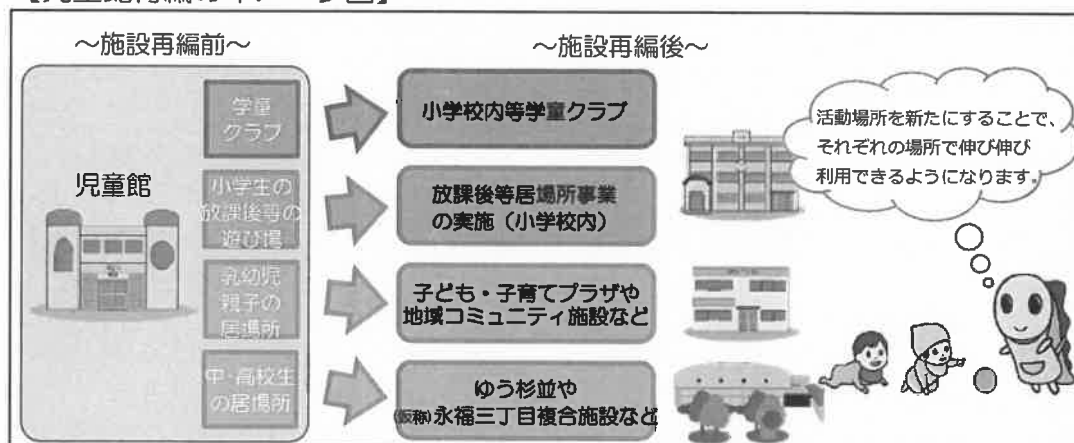 ～施設再編前～
～施設再編後～
児童館
学童
クラブ
小学生の
放課後等の
遊び場
乳幼児
親子の
居場所
中・高校生
の居場所
小学校内等学童クラブ
放課後等居場所事業
の実施（小学校内）
子ども・子育てプラザや
地域コミュニティ施設など
ゆう杉並や
(仮称)永福三丁目複合施設など
活動場所を新たにすることで、
それぞれの場所で伸び伸び
利用できるようになります。